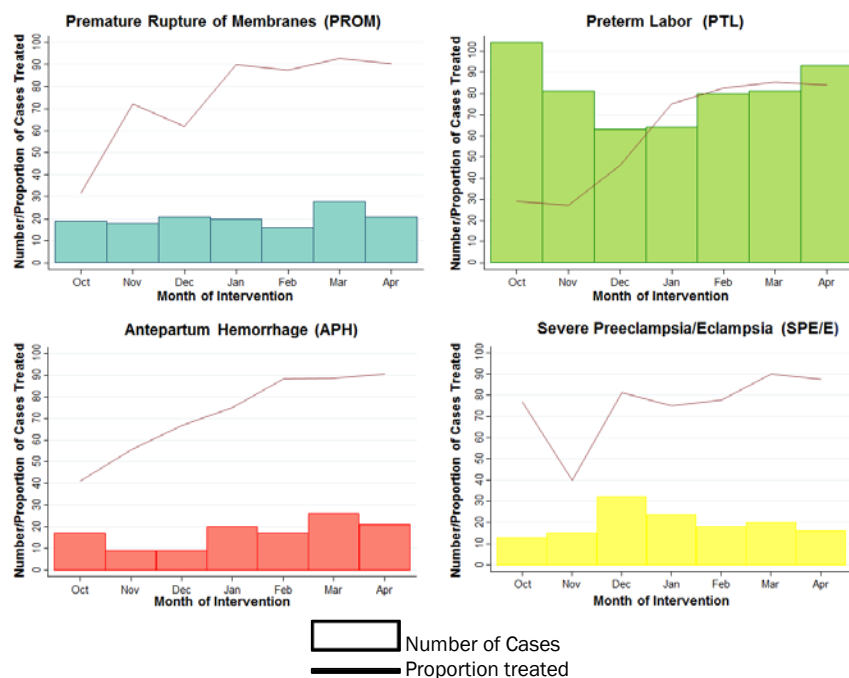 Premature Rupture of Membranes (PROM)
Number/Proportion of Cases Treated
100
90
80
70
60
50
40
30
20
10
0
Oct Nov Dec Jan Feb Mar Apr
Month of Intervention
Preterm Labor (PTL)
Number/Proportion of Cases Treated
100
90
80
70
60
50
40
30
20
10
0
Oct Nov Dec Jan Feb Mar Apr
Month of Intervention
Antepartum Hemorrhage (APH)
Number/Proportion of Cases Treated
100
90
80
70
60
50
40
30
20
10
0
Oct Nov Dec Jan Feb Mar Apr
Month of Intervention
Severe Preeclampsia/Eclampsia (SPE/E)
Number/Proportion of Cases Treated
100
90
80
70
60
50
40
30
20
10
0
Oct Nov Dec Jan Feb Mar Apr
Month of Intervention
Number of Cases
Proportion treated